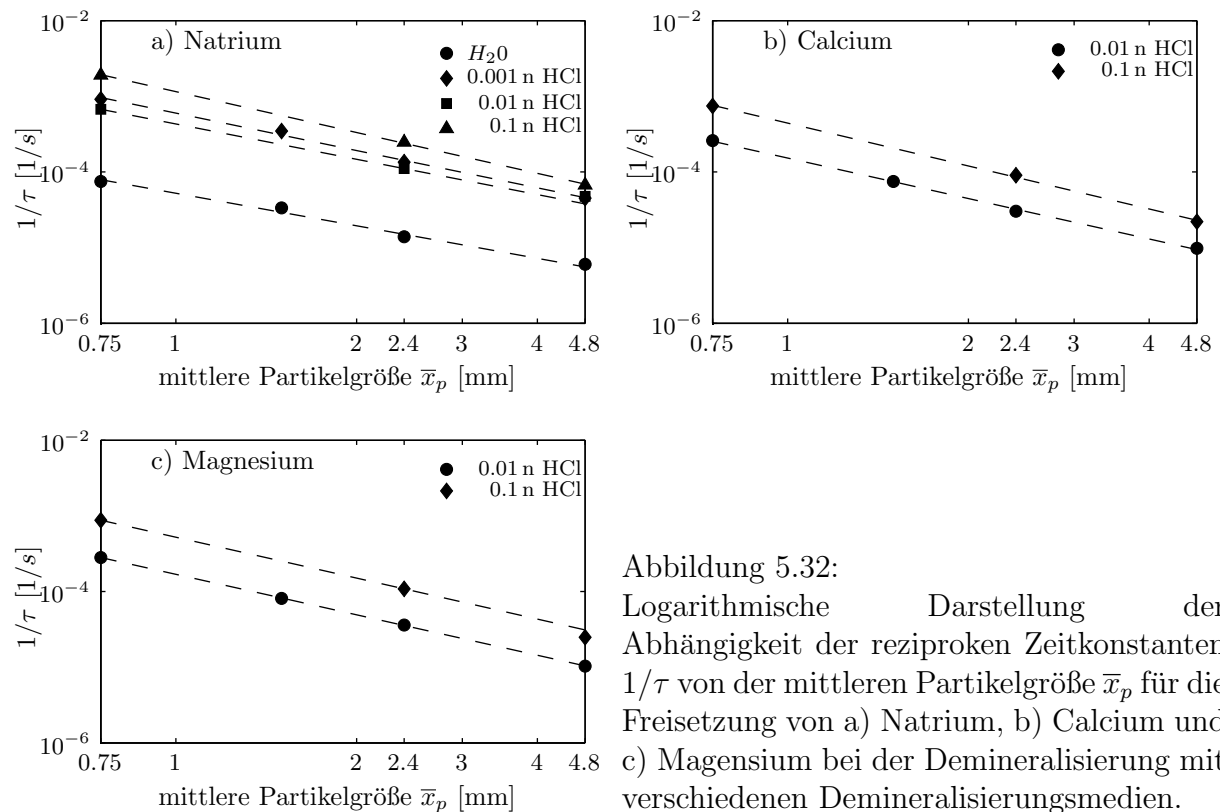 a) Natrium
H₂0
0.001 n HCl
0.01 n HCl
0.1 n HCl
10⁻²
10⁻⁴
10⁻⁶
1/τ [1/s]
0.75 1 2 2.4 3 4 4.8
mittlere Partikelgröße x̄ₚ [mm]
b) Calcium
0.01 n HCl
0.1 n HCl
10⁻²
10⁻⁴
10⁻⁶
1/τ [1/s]
0.75 1 2 2.4 3 4 4.8
mittlere Partikelgröße x̄ₚ [mm]
c) Magnesium
0.01 n HCl
0.1 n HCl
10⁻²
10⁻⁴
10⁻⁶
1/τ [1/s]
0.75 1 2 2.4 3 4 4.8
mittlere Partikelgröße x̄ₚ [mm]
Abbildung 5.32:
Logarithmische Darstellung der
Abhängigkeit der reziproken Zeitkonstanten
1/τ von der mittleren Partikelgröße x̄ₚ für die
Freisetzung von a) Natrium, b) Calcium und
c) Magensium bei der Demineralisierung mit
verschiedenen Demineralisierungsmedien.